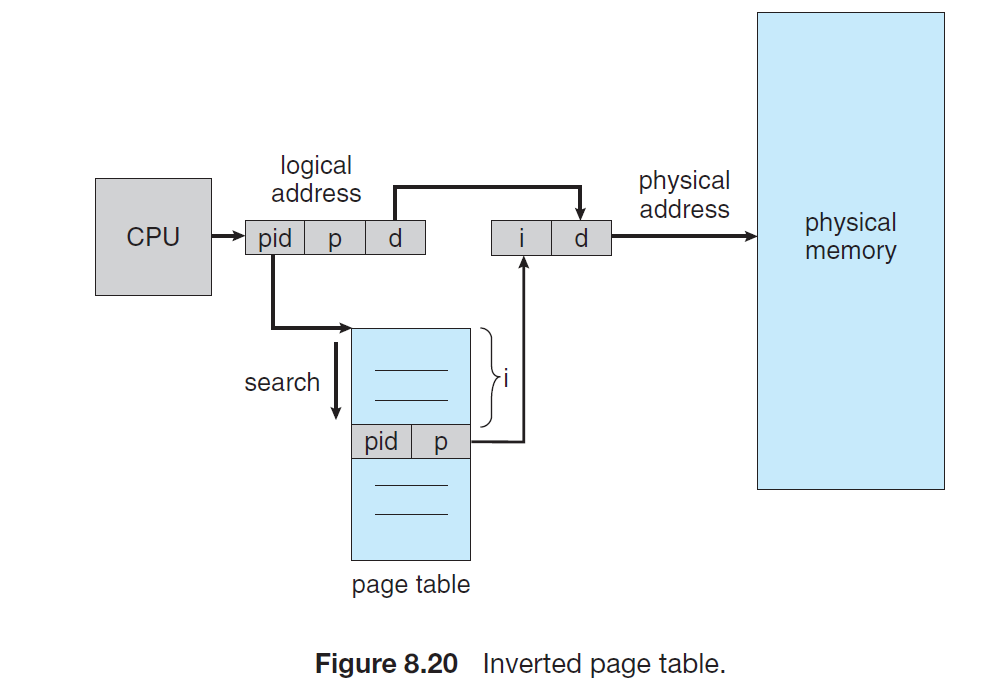 logical
address
physical
address
CPU
pid p d
i d
physical
memory
search
i
pid p
page table
Figure 8.20 Inverted page table.